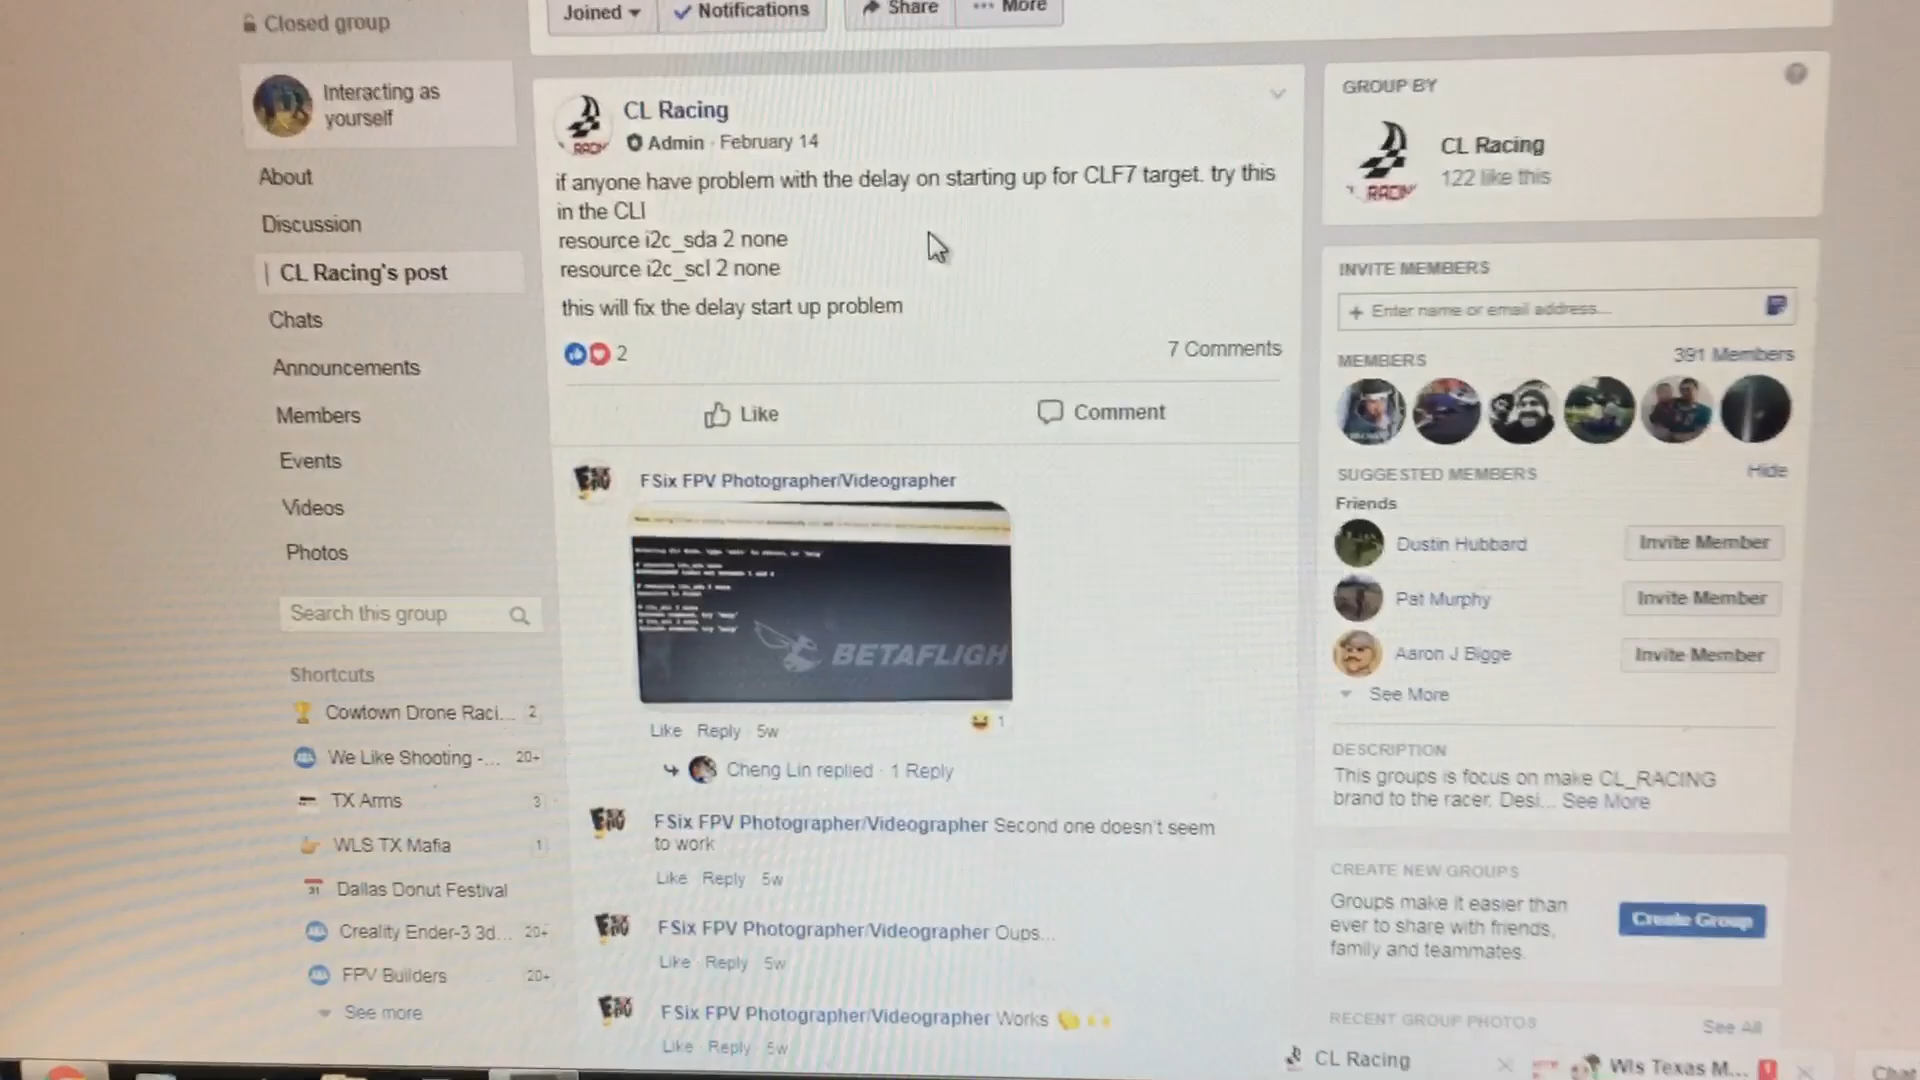 Closed group
Joined
Notifications
Share
More
Interacting as
yourself
About
Discussion
CL Racing's post
Chats
Announcements
Members
Events
Videos
Photos
Search this group
Shortcuts
Cowtown Drone Raci... 2
We Like Shooting -... 20+
TX Arms 3
WLS TX Mafia 1
31 Dallas Donut Festival
Creality Ender-3 3d... 20+
FPV Builders 20+
See more
CL Racing
Admin · February 14
if anyone have problem with the delay on starting up for CLF7 target. try this
in the CLI
resource i2c_sda 2 none
resource i2c_scl 2 none
this will fix the delay start up problem
2
7 Comments
Like
Comment
FSix FPV Photographer/Videographer
BETAFLIGH
1
Like Reply 5w
Cheng Lin replied · 1 Reply
FSix FPV Photographer/Videographer Second one doesn't seem
to work
Like Reply 5w
FSix FPV Photographer/Videographer Oups...
Like Reply 5w
FSix FPV Photographer/Videographer Works
Like Reply 5w
GROUP BY
?
CL Racing
122 like this
INVITE MEMBERS
+ Enter name or email address...
MEMBERS
391 Members
SUGGESTED MEMBERS
Hide
Friends
Dustin Hubbard
Invite Member
Pat Murphy
Invite Member
Aaron J Bigge
Invite Member
See More
DESCRIPTION
This groups is focus on make CL_RACING
brand to the racer. Desi... See More
CREATE NEW GROUPS
Groups make it easier than
ever to share with friends,
family and teammates.
Create Group
RECENT GROUP PHOTOS
See All
CL Racing
Wls Texas M...
Chat